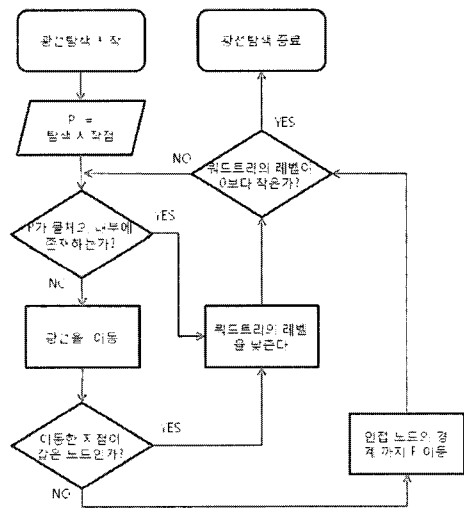 광선탐색 시작
광선탐색 종료
P =
탐색 시작점
YES
NO
쿼드트리의 레벨이
0보다 작은가?
P가 물체의 내부에
존재하는가?
YES
NO
광선을 이동
쿼드트리의 레벨
을 낮춘다
이동한 지점이
같은 노드인가?
YES
NO
인접 노드의 경
계 까지 P 이동